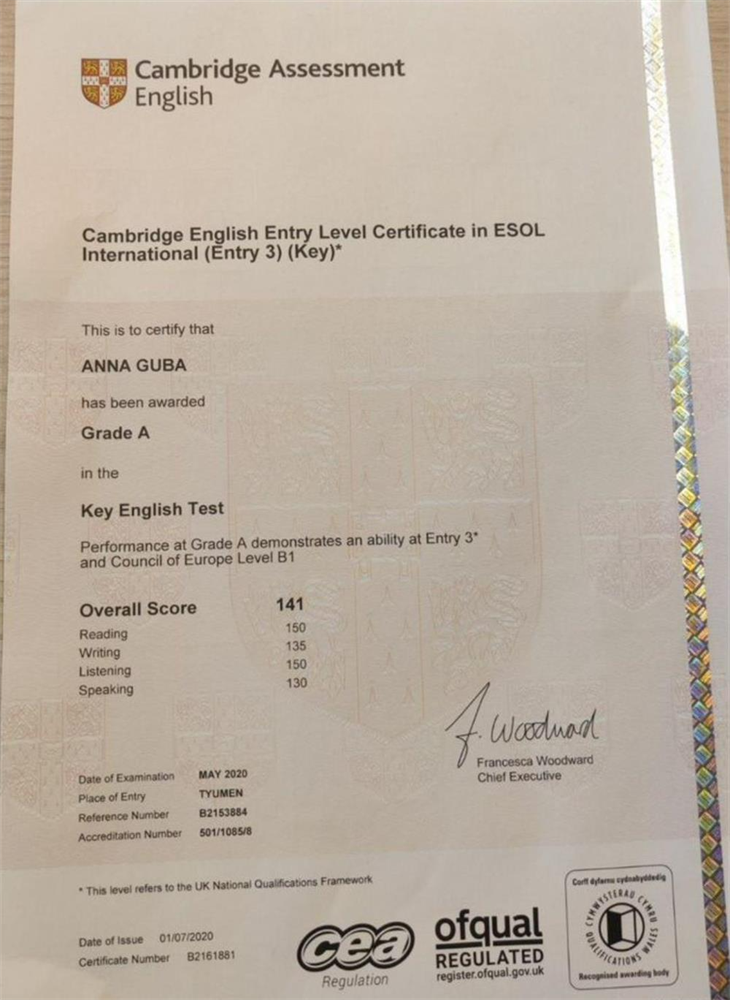 Cambridge Assessment
English
Cambridge English Entry Level Certificate in ESOL
International (Entry 3) (Key)*
This is to certify that
ANNA GUBA
has been awarded
Grade A
in the
Key English Test
Performance at Grade A demonstrates an ability at Entry 3*
and Council of Europe Level B1
Overall Score 141
Reading 150
Writing 135
Listening 150
Speaking 130
F. Woodward
Francesca Woodward
Chief Executive
Date of Examination MAY 2020
Place of Entry TYUMEN
Reference Number B2153884
Accreditation Number 501/1085/8
* This level refers to the UK National Qualifications Framework
Date of Issue 01/07/2020
Certificate Number B2161881
cea
Regulation
ofqual
REGULATED
register.ofqual.gov.uk
Corff dyfarnu cydnabyddedig
CYMWYSTERAU CYMRU
QUALIFICATIONS WALES
Recognised awarding body